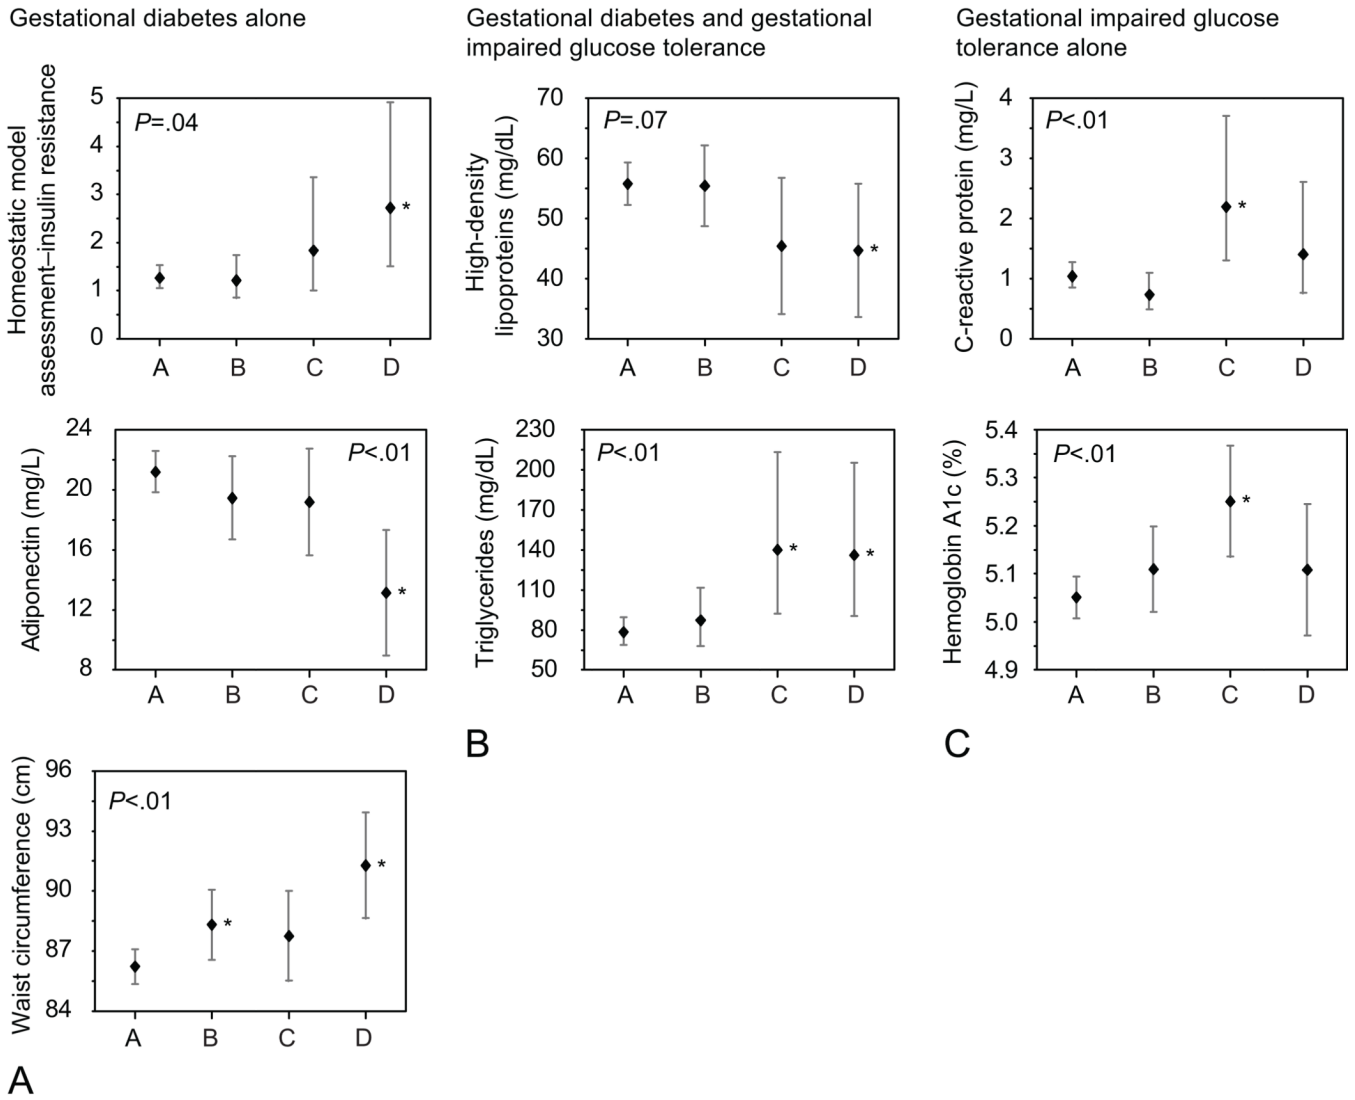 Gestational diabetes alone
Gestational diabetes and gestational
impaired glucose tolerance
Gestational impaired glucose
tolerance alone
Homeostatic model
assessment–insulin resistance
5
4
3
2
1
0
P=.04
*
A B C D
High-density
lipoproteins (mg/dL)
70
60
50
40
30
P=.07
*
A B C D
C-reactive protein (mg/L)
4
3
2
1
0
P<.01
*
A B C D
Adiponectin (mg/L)
24
20
16
12
8
P<.01
*
A B C D
Triglycerides (mg/dL)
230
200
170
140
110
80
50
P<.01
* *
A B C D
Hemoglobin A1c (%)
5.4
5.3
5.2
5.1
5.0
4.9
P<.01
*
A B C D
B
C
Waist circumference (cm)
96
93
90
87
84
P<.01
*
*
A B C D
A